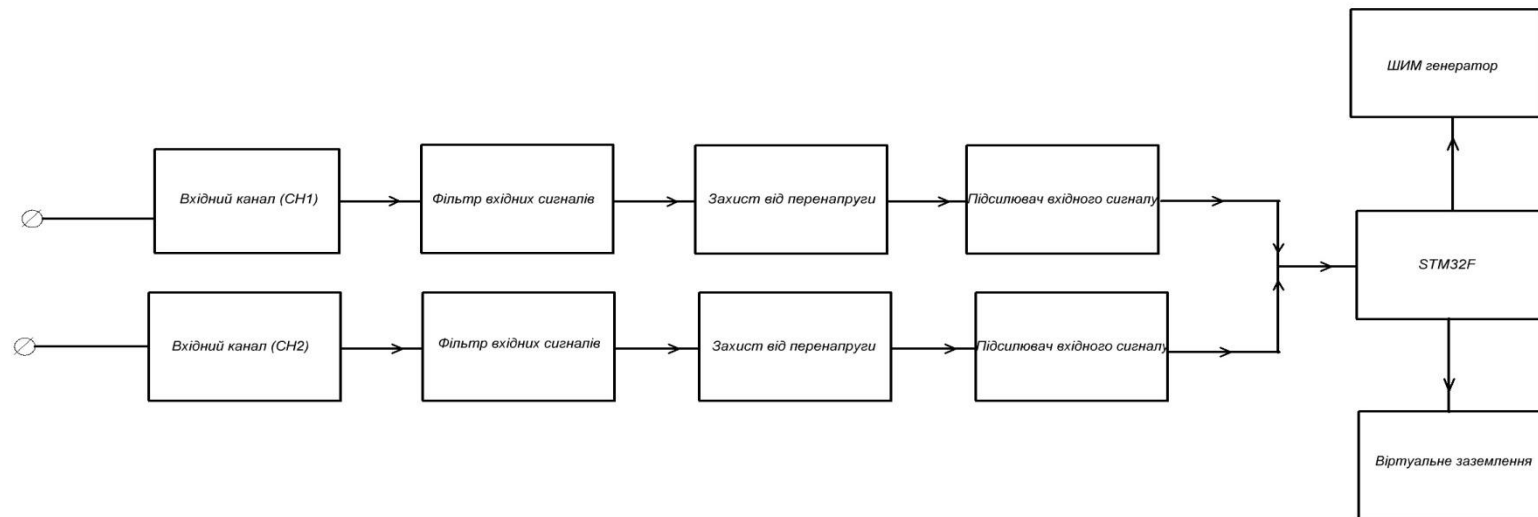 ШИМ генератор
Вхідний канал (CH1)
Фільтр вхідних сигналів
Захист від перенапруги
Підсилювач вхідного сигналу
STM32F
Вхідний канал (CH2)
Фільтр вхідних сигналів
Захист від перенапруги
Підсилювач вхідного сигналу
Віртуальне заземлення